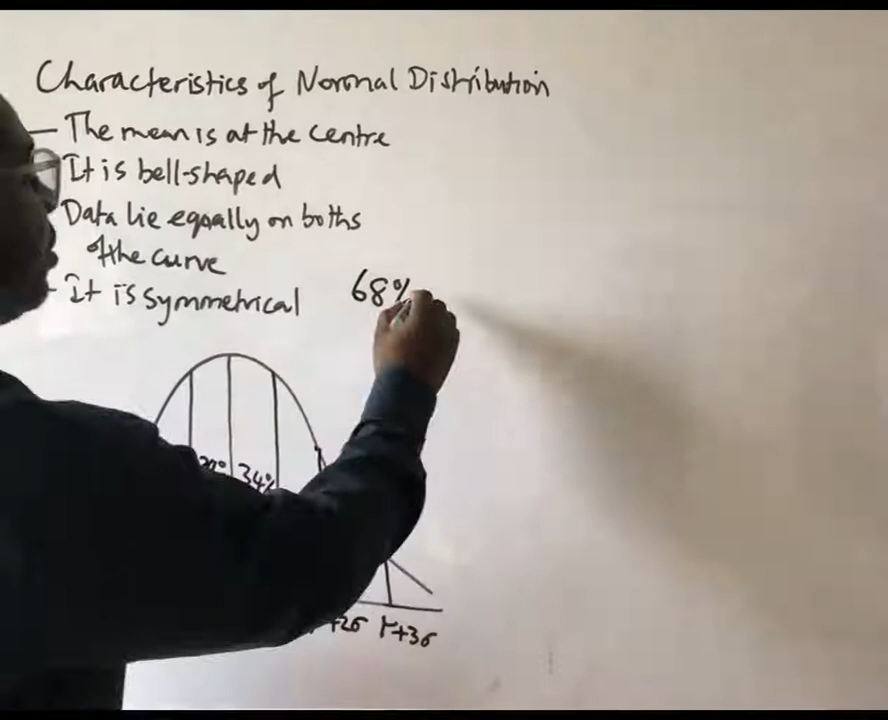 Characteristics of Normal Distribution
— The mean is at the centre
It is bell-shaped
Data lie equally on boths
of the curve
- It is symmetrical
68%
34%
+2σ μ+3σ